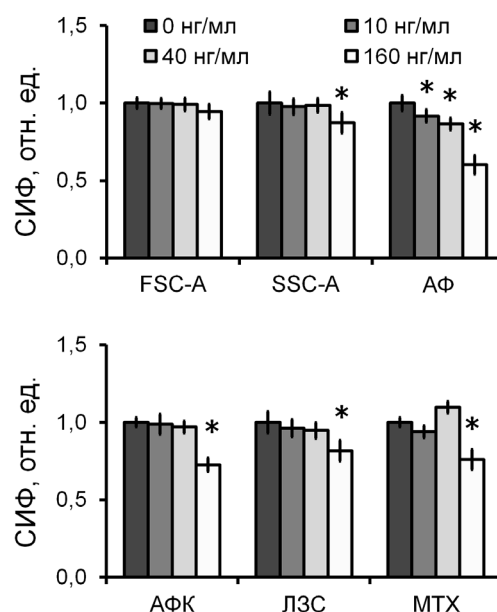 1,5
0 нг/мл 10 нг/мл
40 нг/мл 160 нг/мл
1,0
* * * *
0,5
0,0
СИФ, отн. ед.
FSC-A SSC-A АФ
1,5
1,0
* * *
0,5
0,0
СИФ, отн. ед.
АФК ЛЗС МТХ